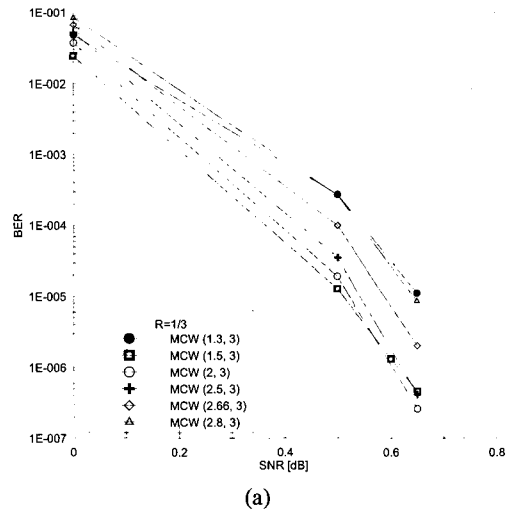 1E-001
1E-002
1E-003
1E-004
1E-005
1E-006
1E-007
BER
R=1/3
MCW (1.3, 3)
MCW (1.5, 3)
MCW (2, 3)
MCW (2.5, 3)
MCW (2.66, 3)
MCW (2.8, 3)
0 0.2 0.4 0.6 0.8
SNR [dB]
(a)